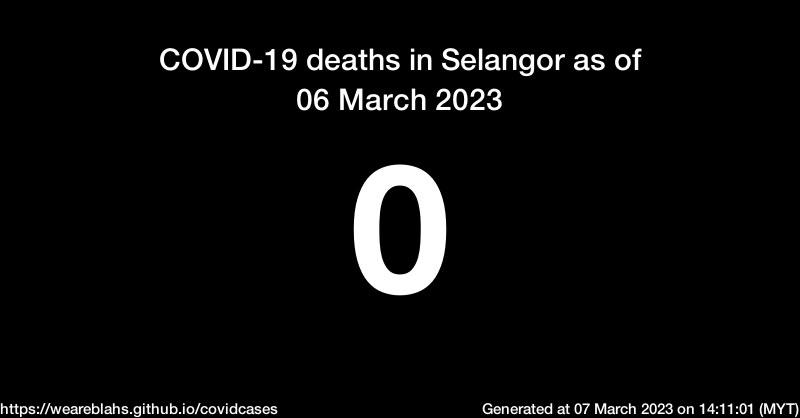 COVID-19 deaths in Selangor as of
06 March 2023
0
https://weareblahs.github.io/covidcases
Generated at 07 March 2023 on 14:11:01 (MYT)